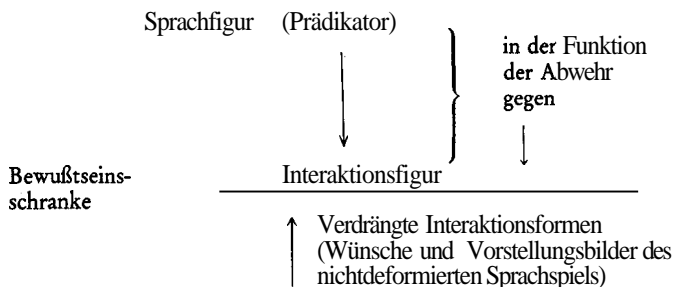 Sprachfigur (Prädikator)
in der Funktion
der Abwehr
gegen
Bewußtseins-
schranke
Interaktionsfigur
Verdrängte Interaktionsformen
(Wünsche und Vorstellungsbilder des
nichtdeformierten Sprachspiels)